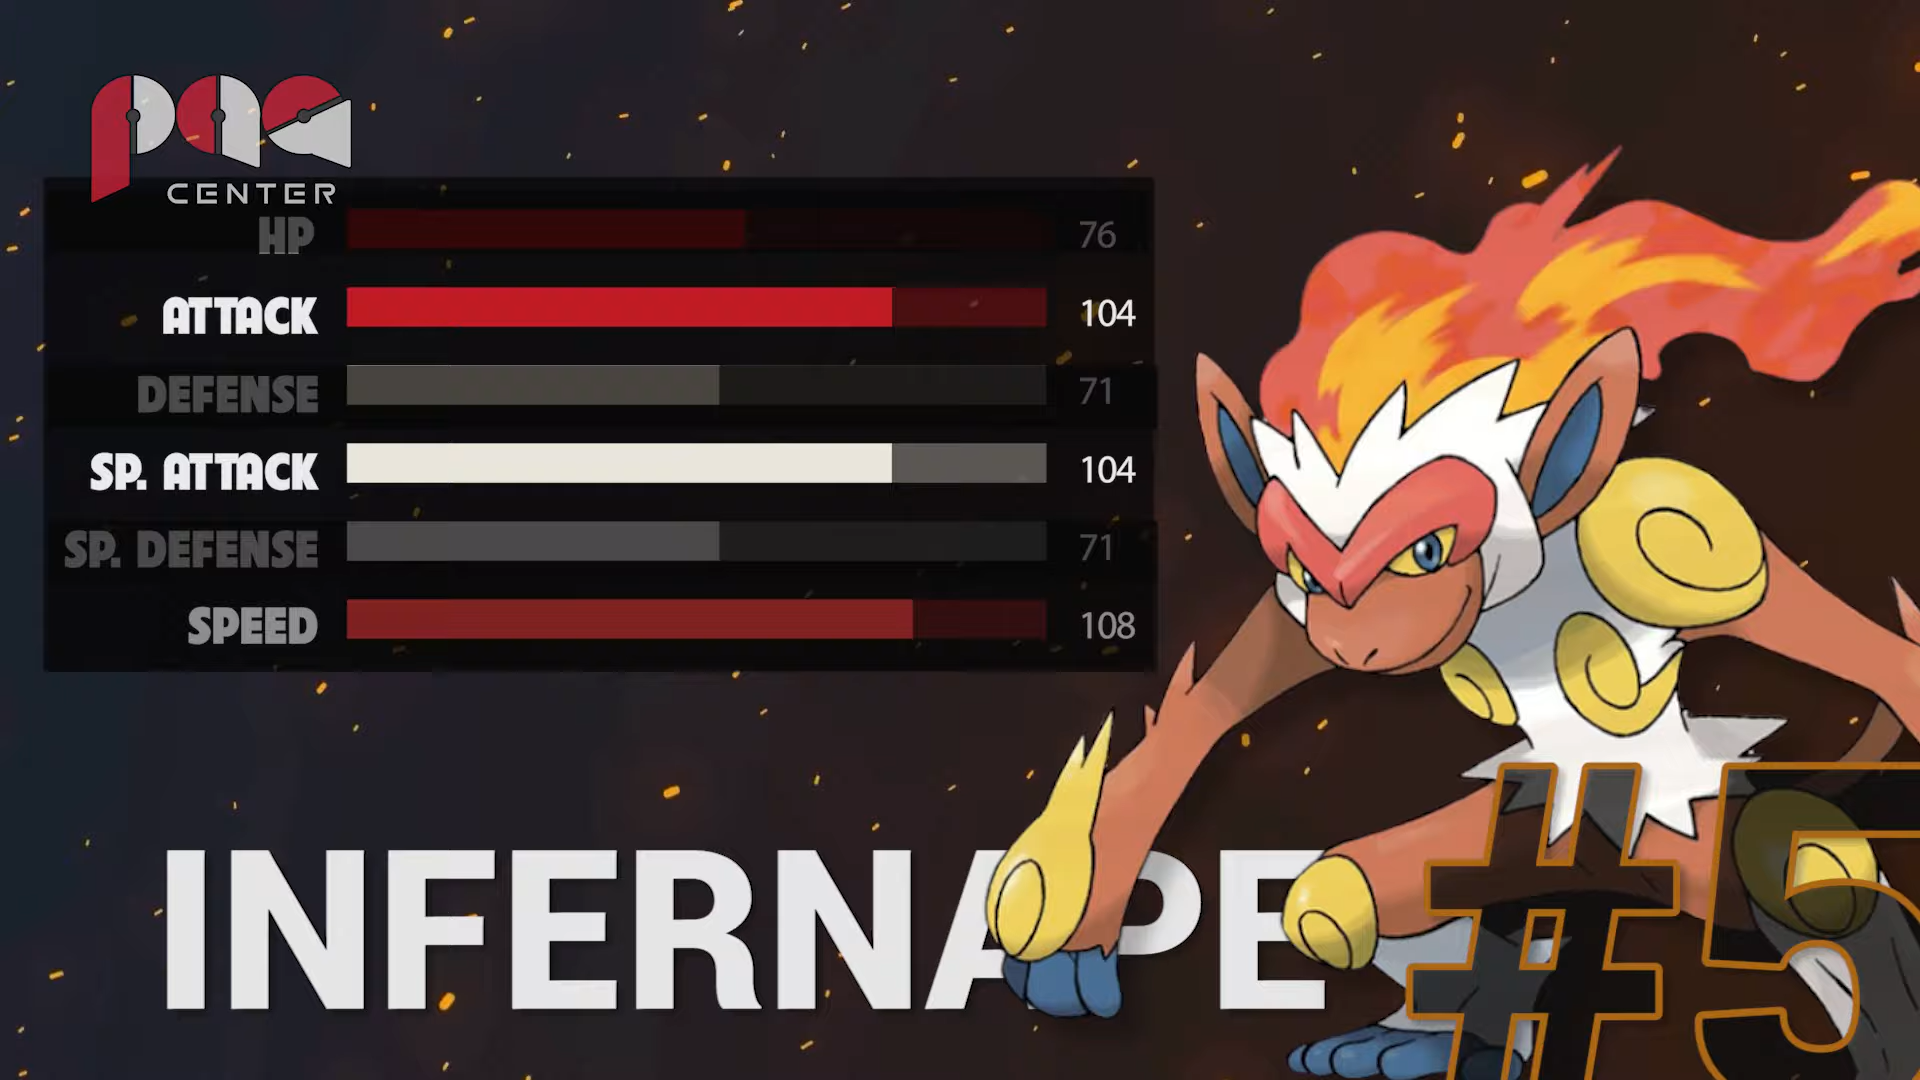 PAC
CENTER
HP 76
ATTACK 104
DEFENSE 71
SP. ATTACK 104
SP. DEFENSE 71
SPEED 108
INFERNAPE
#5